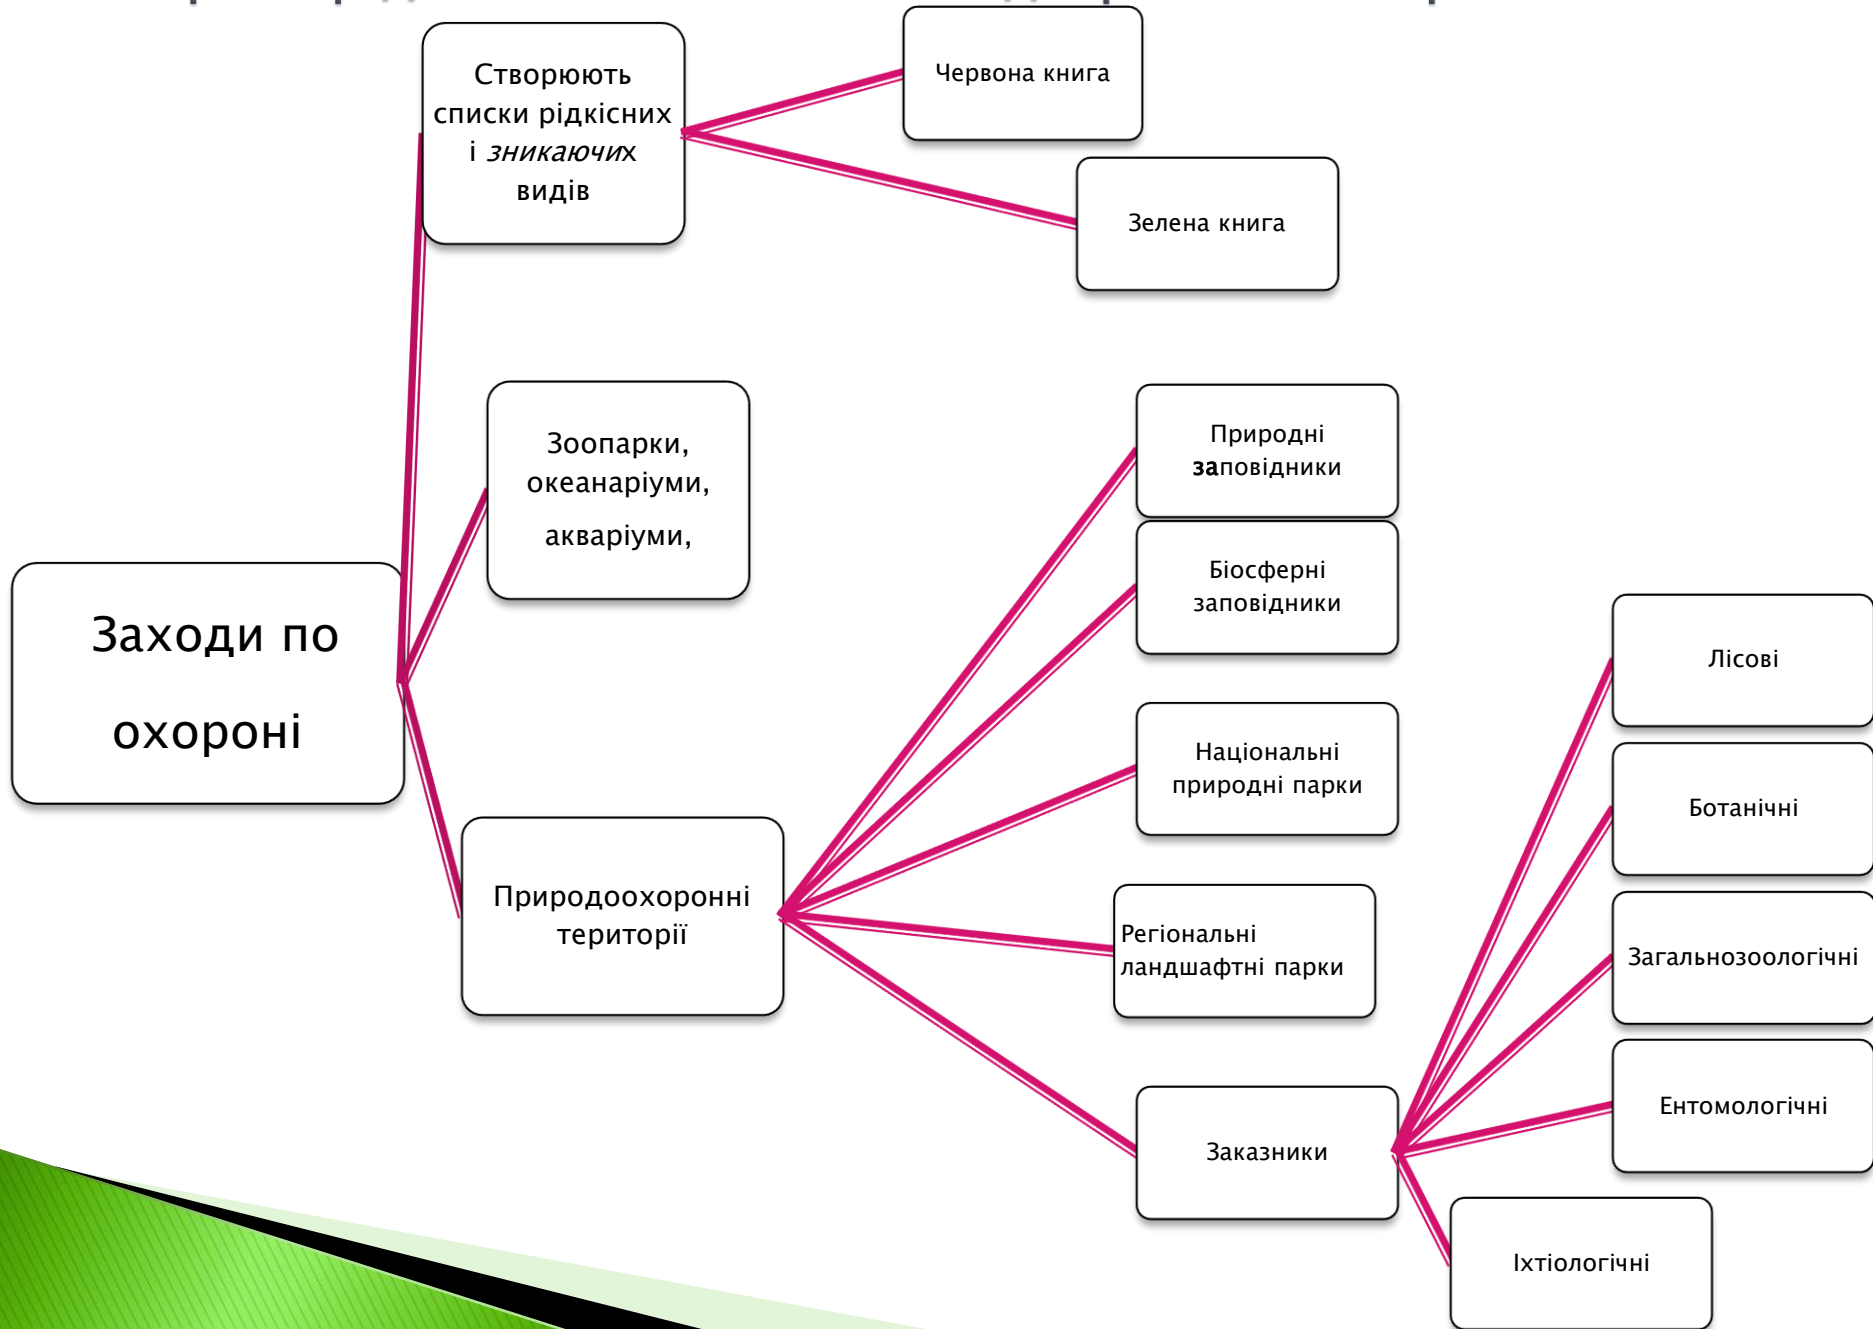 Створюють
списки рідкісних
і зникаючих
видів
Червона книга
Зелена книга
Зоопарки,
океанаріуми,
акваріуми,
Заходи по
охороні
Природоохоронні
території
Природні
заповідники
Біосферні
заповідники
Національні
природні парки
Регіональні
ландшафтні парки
Заказники
Лісові
Ботанічні
Загальнозоологічні
Ентомологічні
Іхтіологічні